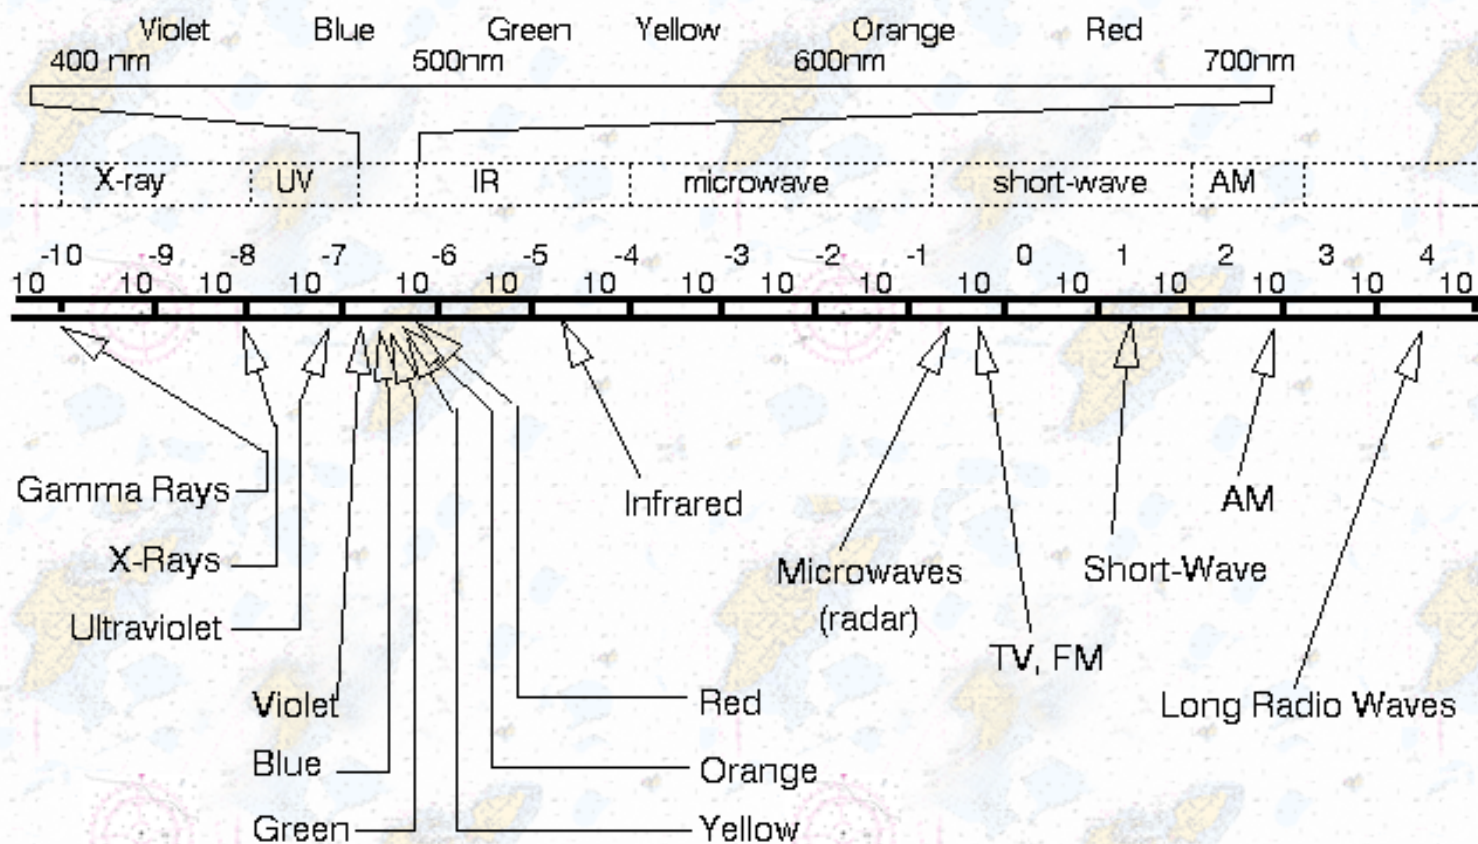 Violet Blue Green Yellow Orange Red
400 nm 500nm 600nm 700nm
X-ray UV IR microwave short-wave AM
-10 -9 -8 -7 -6 -5 -4 -3 -2 -1 0 1 2 3 4
10 10 10 10 10 10 10 10 10 10 10 10 10 10 10 10
Gamma Rays
Infrared
AM
X-Rays
Microwaves
(radar)
Short-Wave
Ultraviolet
TV, FM
Violet
Red
Long Radio Waves
Blue
Orange
Green
Yellow